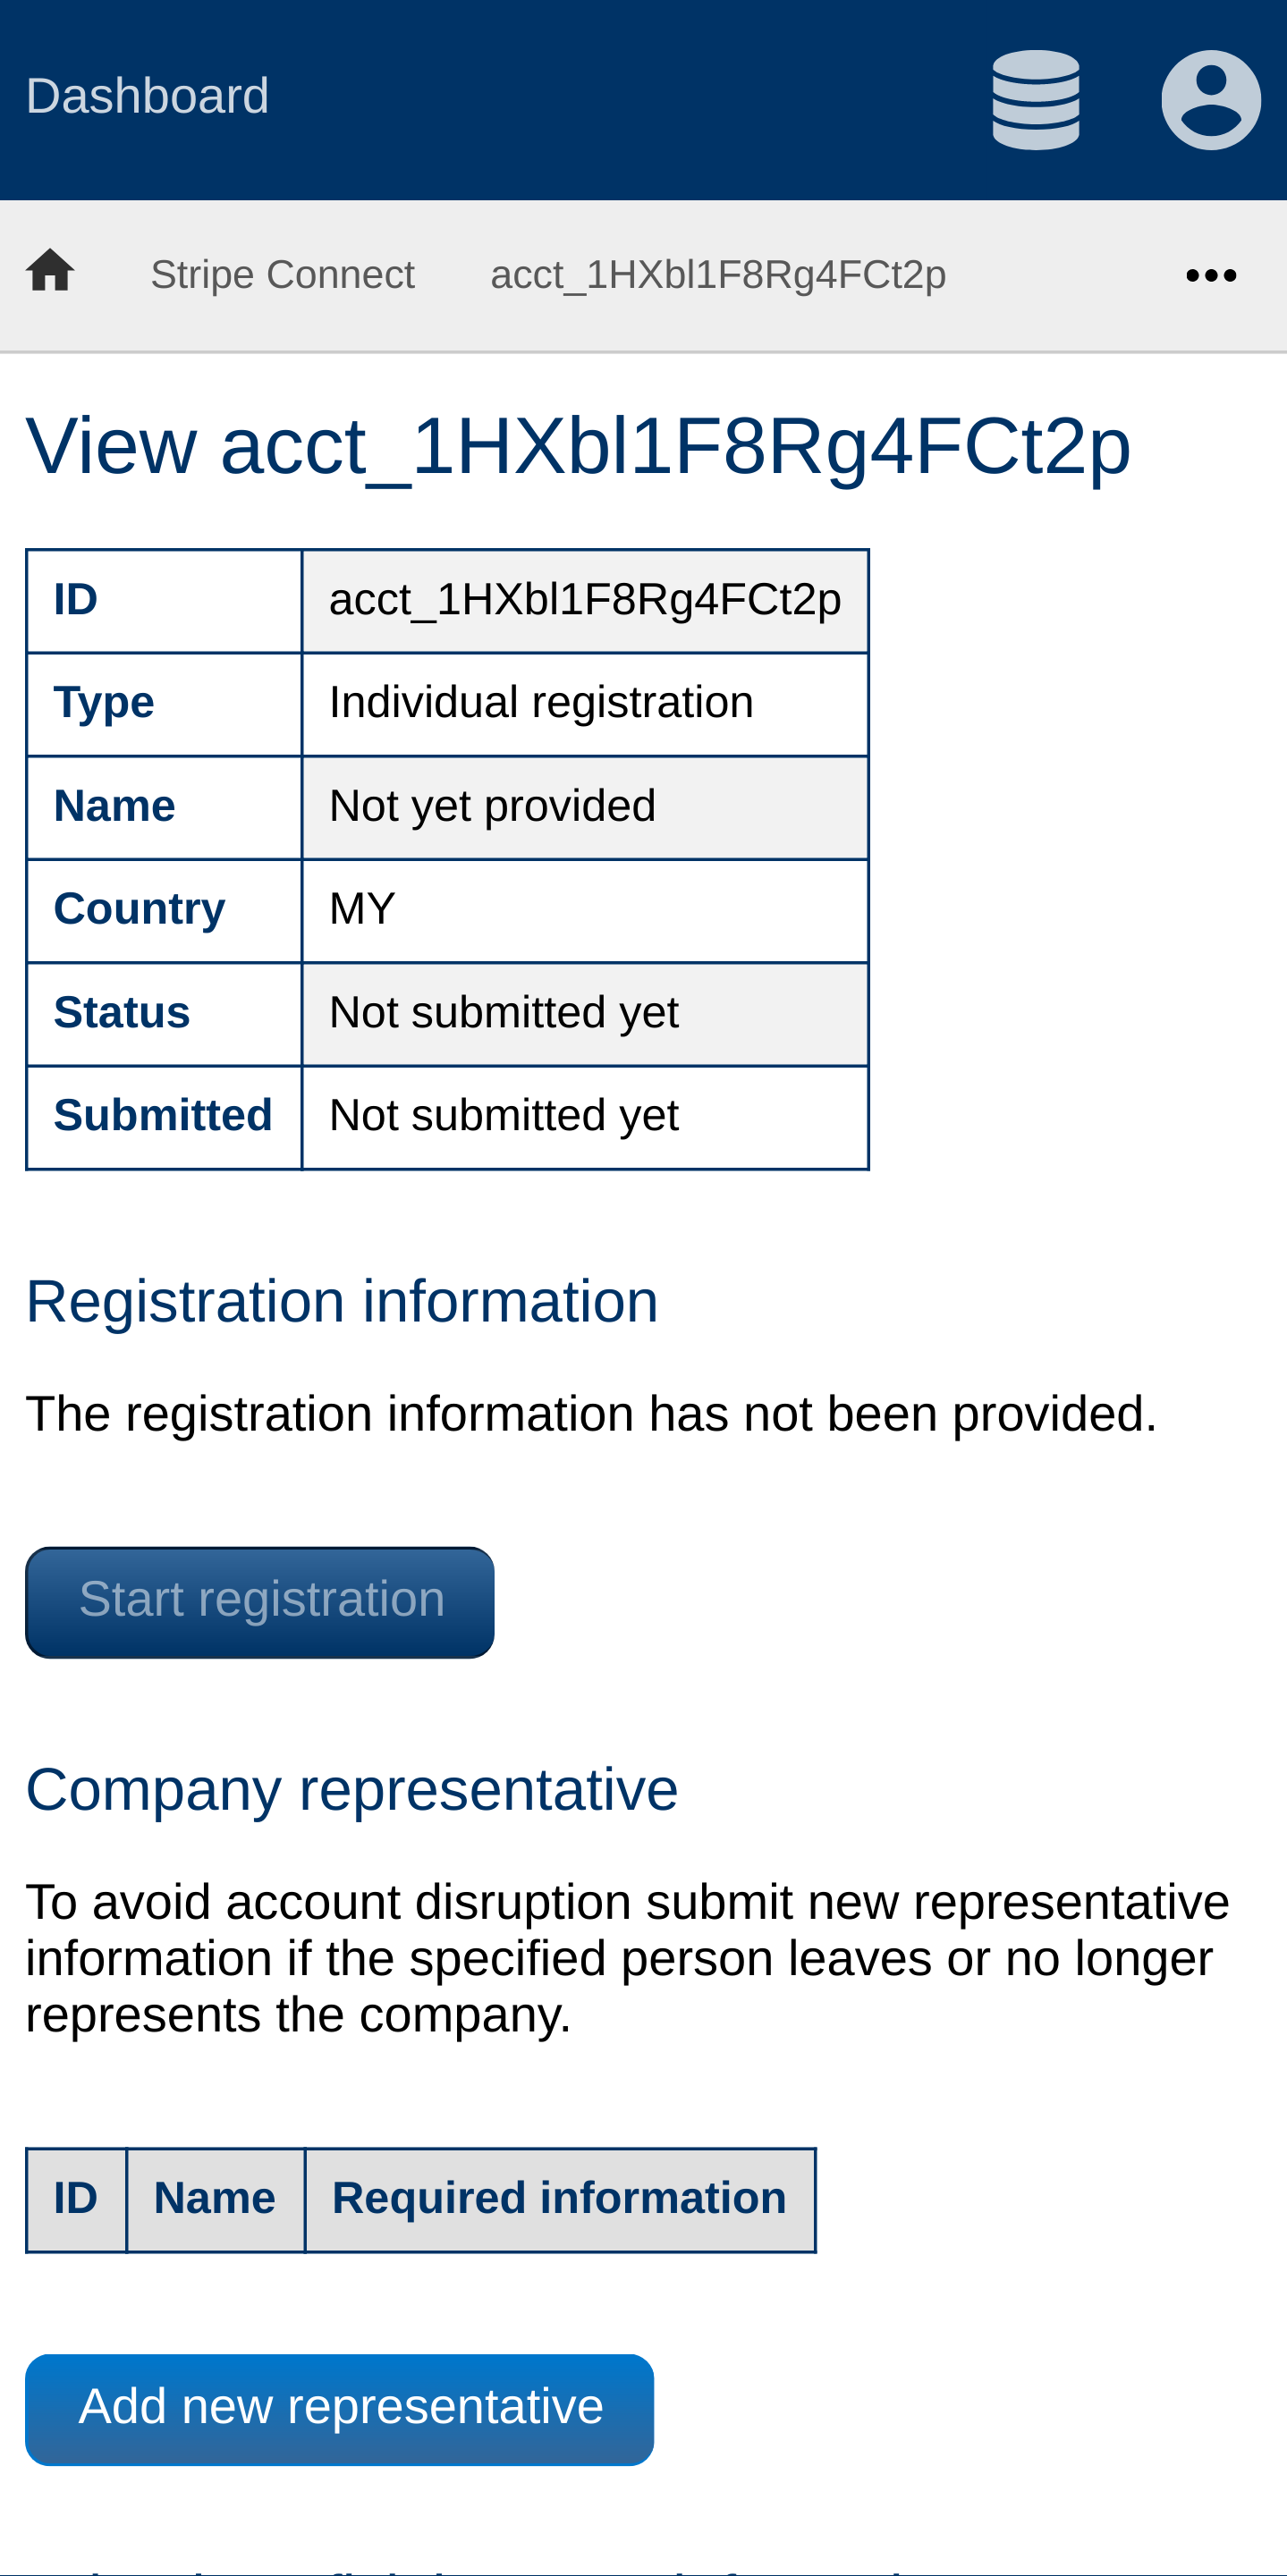 Dashboard
Stripe Connect acct_1HXbl1F8Rg4FCt2p
View acct_1HXbl1F8Rg4FCt2p
ID acct_1HXbl1F8Rg4FCt2p
Type Individual registration
Name Not yet provided
Country MY
Status Not submitted yet
Submitted Not submitted yet
Registration information
The registration information has not been provided.
Start registration
Company representative
To avoid account disruption submit new representative
information if the specified person leaves or no longer
represents the company.
ID Name Required information
Add new representative